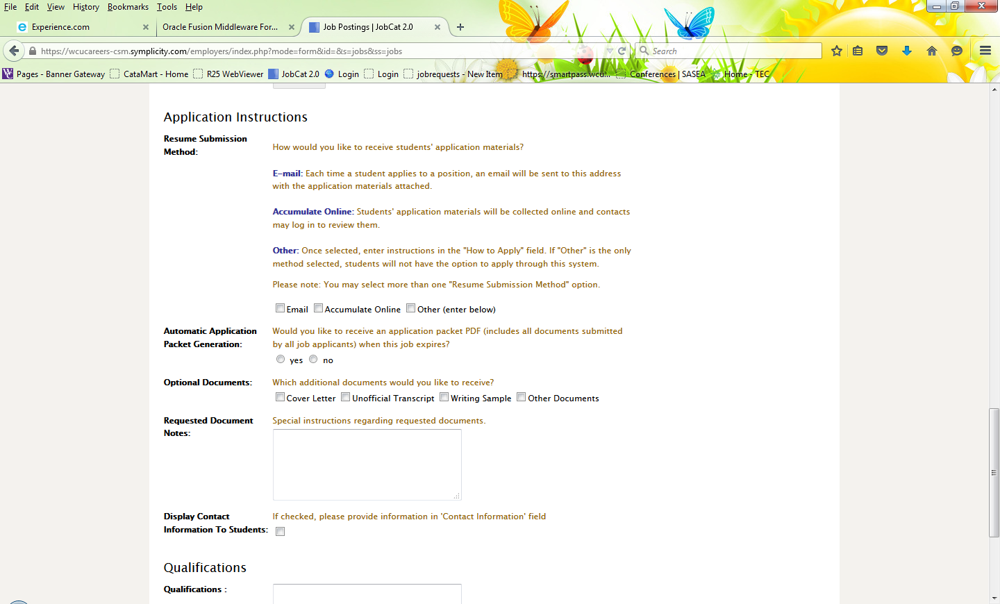 File Edit View History Bookmarks Tools Help
Experience.com
Oracle Fusion Middleware For...
Job Postings | JobCat 2.0
https://wcucareers-csm.symplicity.com/employers/index.php?mode=form&id=&s=jobs&ss=jobs
Search
Pages - Banner Gateway CataMart - Home R25 WebViewer JobCat 2.0 Login Login jobrequests - New Item https://smartpass.wcu... Conferences | SASEA Home - TEC
Application Instructions
Resume Submission
Method:
How would you like to receive students' application materials?
E-mail: Each time a student applies to a position, an email will be sent to this address
with the application materials attached.
Accumulate Online: Students' application materials will be collected online and contacts
may log in to review them.
Other: Once selected, enter instructions in the "How to Apply" field. If "Other" is the only
method selected, students will not have the option to apply through this system.
Please note: You may select more than one "Resume Submission Method" option.
Email Accumulate Online Other (enter below)
Automatic Application
Packet Generation:
Would you like to receive an application packet PDF (includes all documents submitted
by all job applicants) when this job expires?
yes no
Optional Documents:
Which additional documents would you like to receive?
Cover Letter Unofficial Transcript Writing Sample Other Documents
Requested Document
Notes:
Special instructions regarding requested documents.
Display Contact
Information To Students:
If checked, please provide information in 'Contact Information' field
Qualifications
Qualifications :